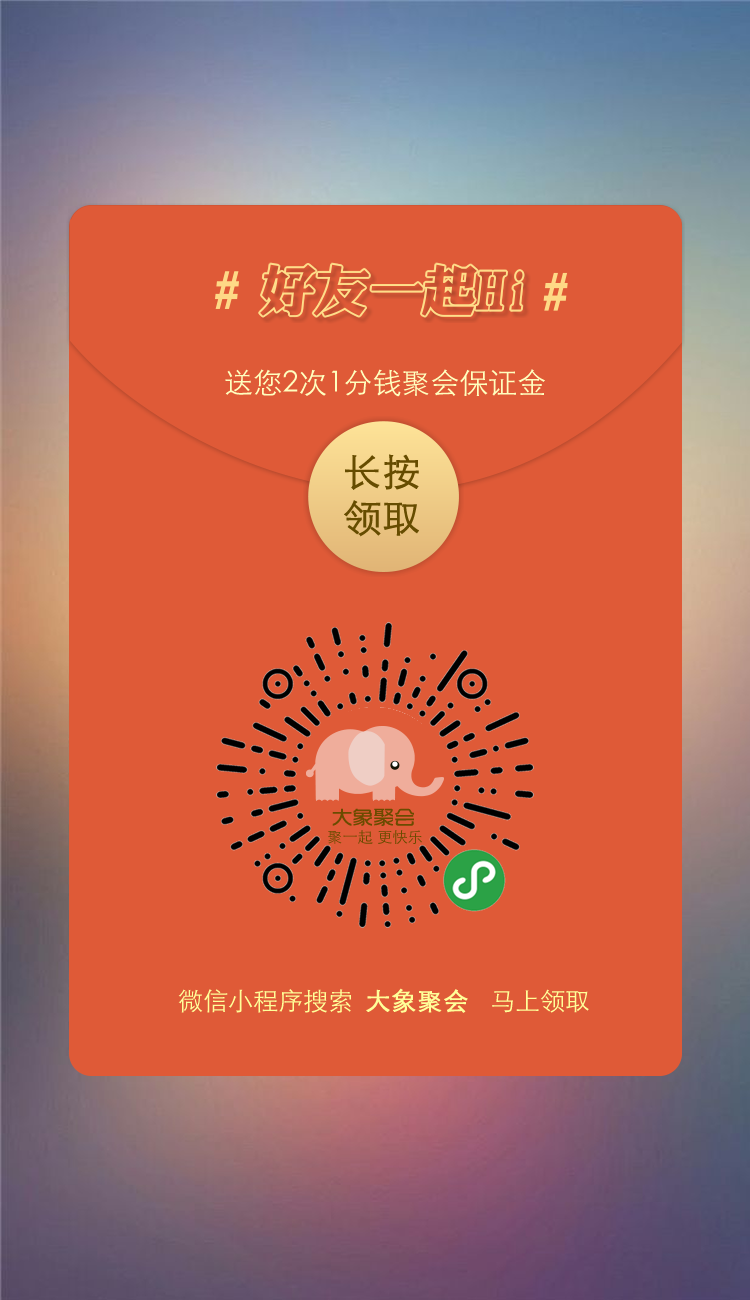 # 好友一起Hi #
送您2次1分钱聚会保证金
长按
领取
大象聚会
聚一起 更快乐
微信小程序搜索 大象聚会 马上领取